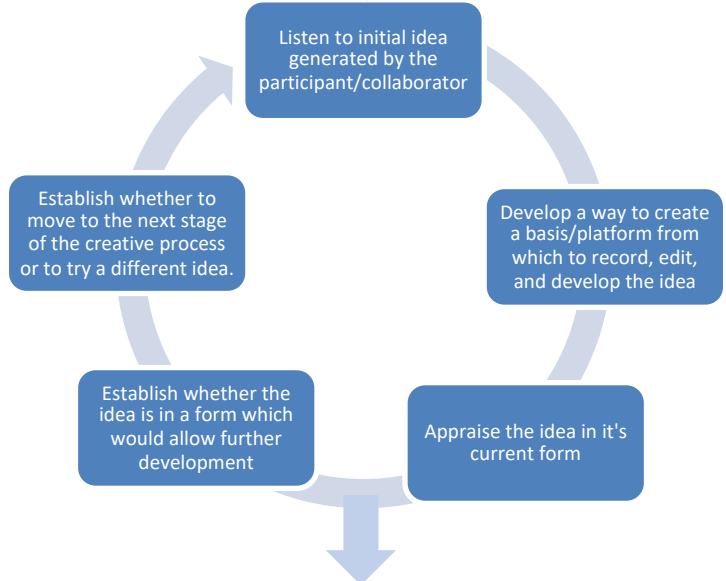 Listen to initial idea
generated by the
participant/collaborator
Develop a way to create
a basis/platform from
which to record, edit,
and develop the idea
Appraise the idea in it's
current form
Establish whether the
idea is in a form which
would allow further
development
Establish whether to
move to the next stage
of the creative process
or to try a different idea.